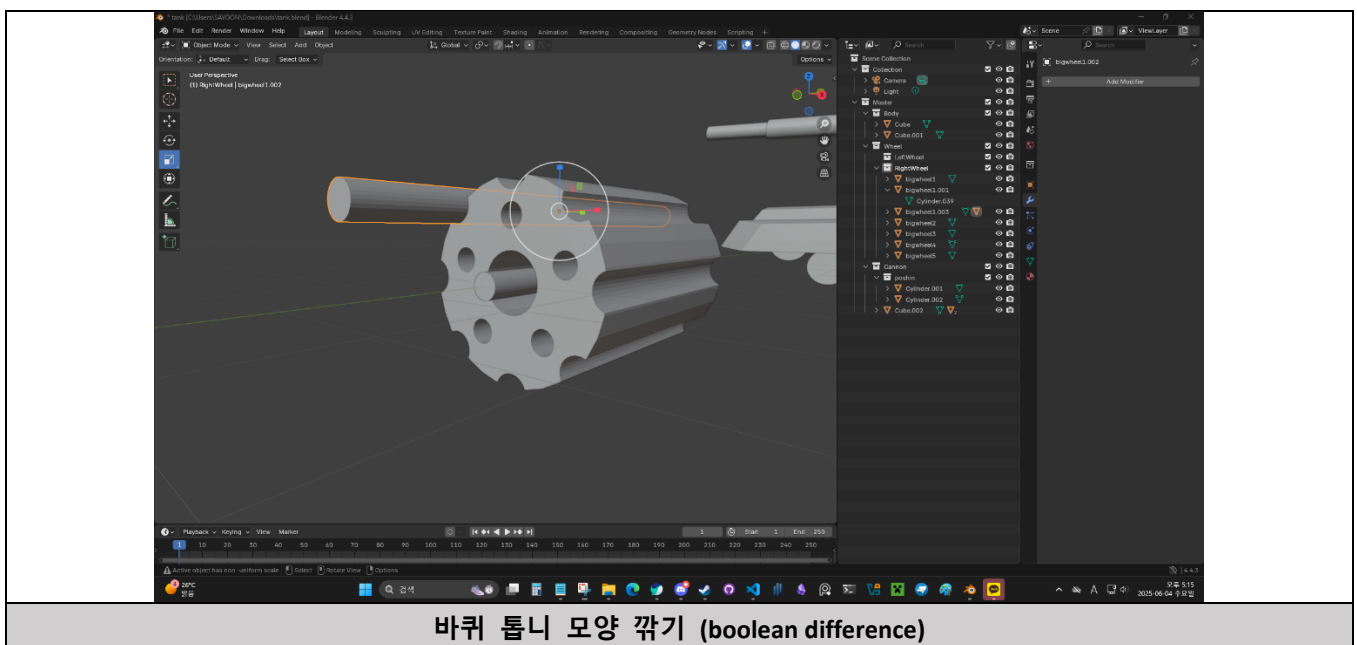 * tank [C:\Users\SAYDON\Downloads\tank.blend] - Blender 4.4.3
File Edit Render Window Help Layout Modeling Sculpting UV Editing Texture Paint Shading Animation Rendering Compositing Geometry Nodes Scripting + Scene ViewLayer
Object Mode View Select Add Object Global Search Search
Orientation: Default Drag: Select Box Options
User Perspective
(1) RightWheel | bigwheel1.002
Scene Collection
Collection
Camera
Light
Master
Body
Cube
Cube.001
Wheel
LeftWheel
RightWheel
bigwheel1
bigwheel1.001
Cylinder.039
bigwheel1.003
bigwheel2
bigwheel3
bigwheel4
bigwheel5
Cannon
poshin
Cylinder.001
Cylinder.002
Cube.002
bigwheel1.002
+ Add Modifier
Playback Keying View Marker 1 Start 1 End 250
1 10 20 30 40 50 60 70 80 90 100 110 120 130 140 150 160 170 180 190 200 210 220 230 240 250
Active object has non-uniform scale Select Rotate View Options 4.4.3
26°C
맑음
검색
A
오후 5:15
2025-06-04 수요일
바퀴 톱니 모양 깎기 (boolean difference)